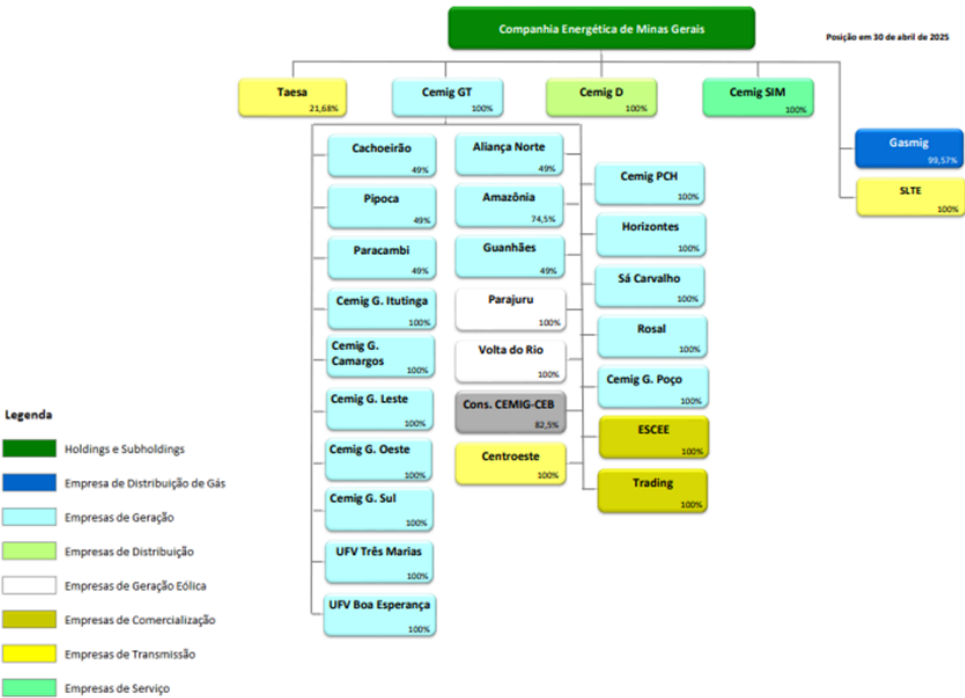 Companhia Energética de Minas Gerais
Posição em 30 de abril de 2025
Taesa
21,68%
Cemig GT
100%
Cemig D
100%
Cemig SIM
100%
Gasmig
99,57%
SLTE
100%
Cachoeirão
49%
Pipoca
49%
Paracambi
49%
Cemig G. Itutinga
100%
Cemig G.
Camargos
100%
Cemig G. Leste
100%
Cemig G. Oeste
100%
Cemig G. Sul
100%
UFV Três Marias
100%
UFV Boa Esperança
100%
Aliança Norte
49%
Amazônia
74,5%
Guanhães
49%
Parajuru
100%
Volta do Rio
100%
Cons. CEMIG-CEB
82,5%
Centroeste
100%
Cemig PCH
100%
Horizontes
100%
Sá Carvalho
100%
Rosal
100%
Cemig G. Poço
100%
ESCEE
100%
Trading
100%
Legenda
Holdings e Subholdings
Empresa de Distribuição de Gás
Empresas de Geração
Empresas de Distribuição
Empresas de Geração Eólica
Empresas de Comercialização
Empresas de Transmissão
Empresas de Serviço